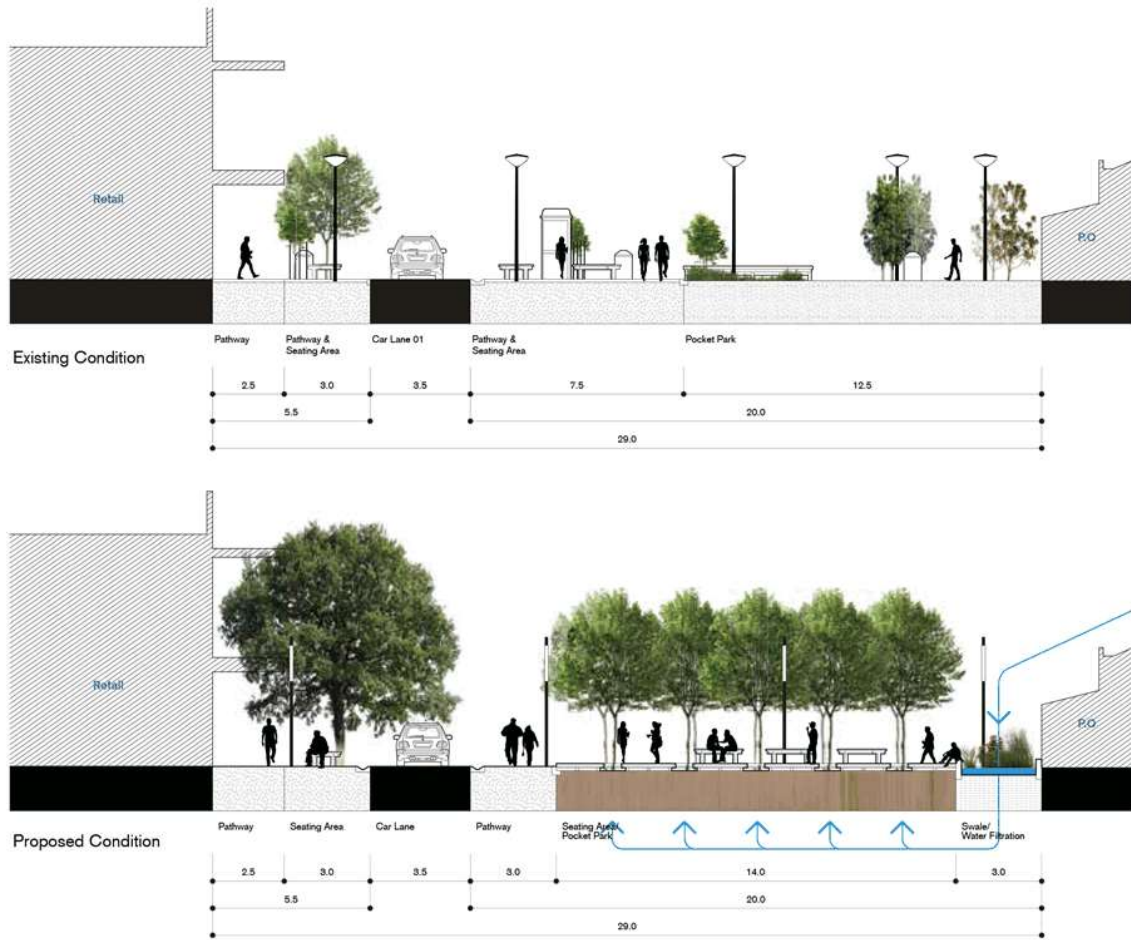 Retail
P.O
Pathway
Pathway &
Seating Area
Car Lane 01
Pathway &
Seating Area
Pocket Park
Existing Condition
2.5
3.0
3.5
7.5
12.5
5.5
20.0
29.0
Retail
P.O
Pathway
Seating Area
Car Lane
Pathway
Seating Area/
Pocket Park
Swale/
Water Filtration
Proposed Condition
2.5
3.0
3.5
3.0
14.0
3.0
5.5
20.0
29.0